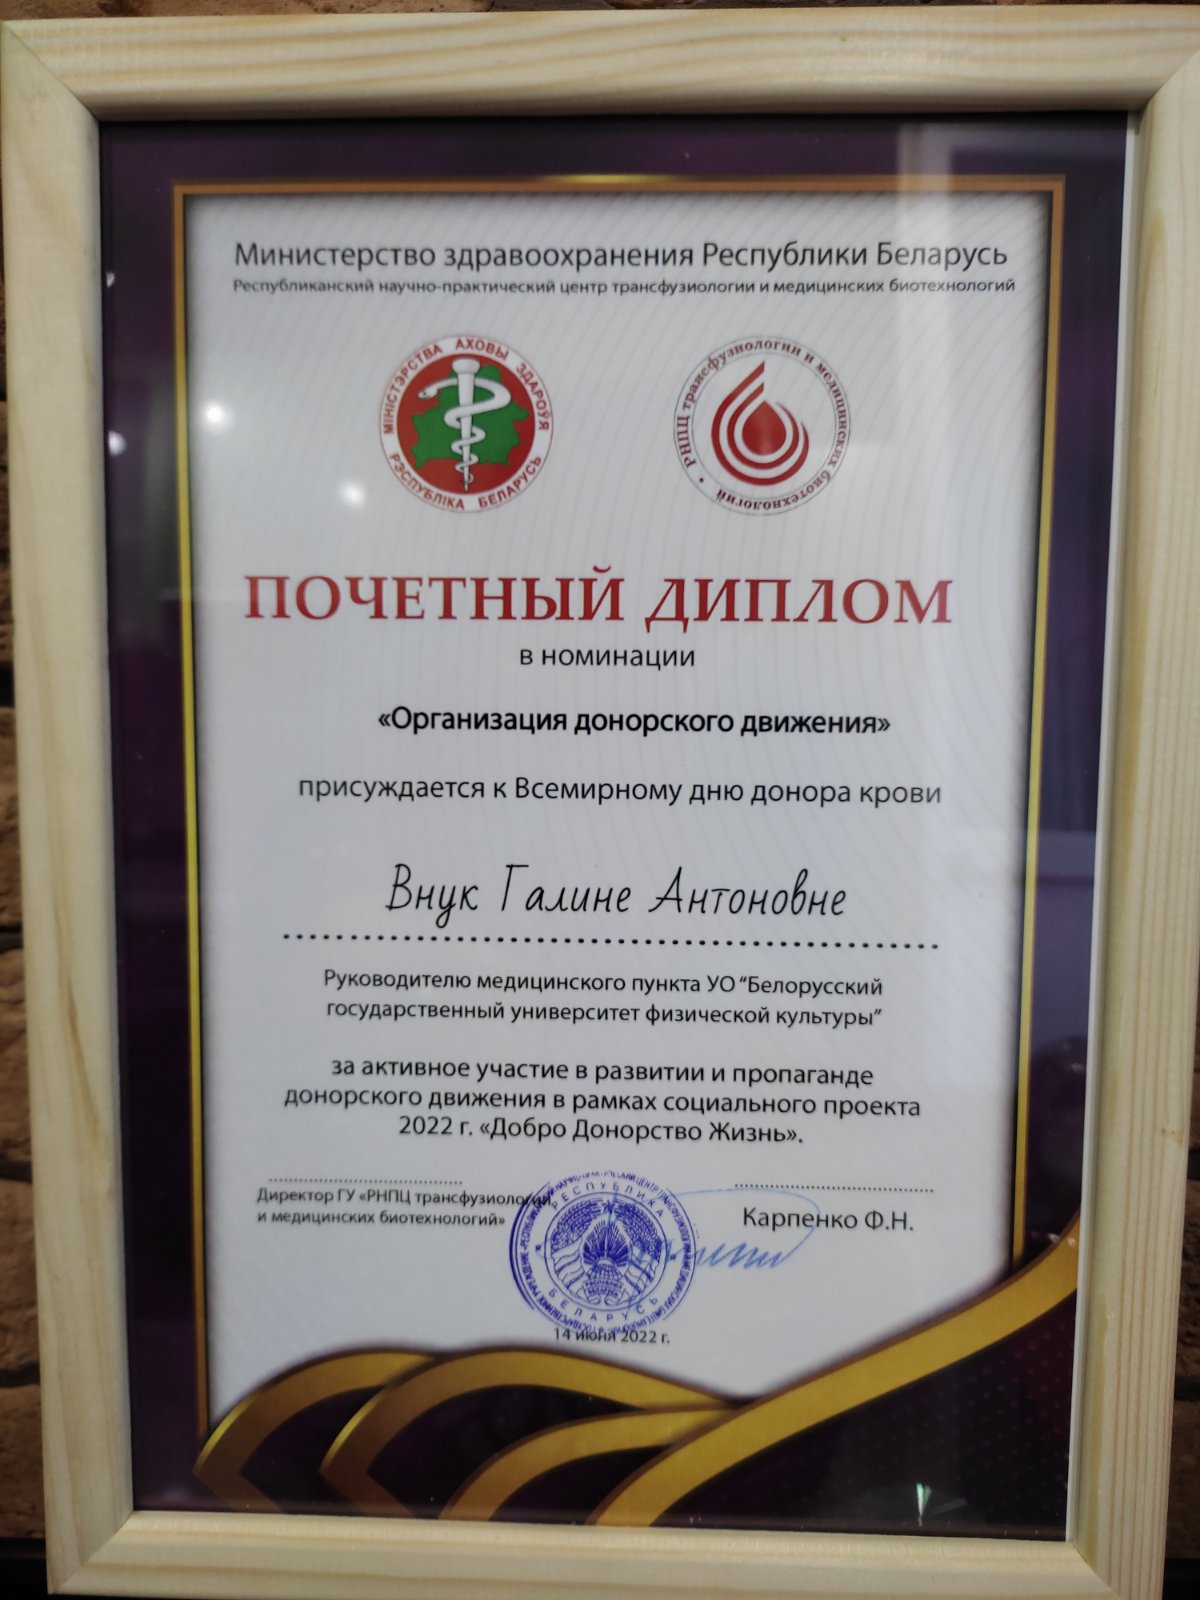 Министерство здравоохранения Республики Беларусь
Республиканский научно-практический центр трансфузиологии и медицинских биотехнологий
МІНІСТЭРСТВА АХОВЫ ЗДАРОЎЯ
РЭСПУБЛІКА БЕЛАРУСЬ
РНПЦ трансфузиологии и медицинских биотехнологий
ПОЧЕТНЫЙ ДИПЛОМ
в номинации
«Организация донорского движения»
присуждается к Всемирному дню донора крови
Внук Галине Антоновне
Руководителю медицинского пункта УО “Белорусский
государственный университет физической культуры”
за активное участие в развитии и пропаганде
донорского движения в рамках социального проекта
2022 г. «Добро Донорство Жизнь».
Директор ГУ «РНПЦ трансфузиологии
и медицинских биотехнологий»
Карпенко Ф.Н.
РЕСПУБЛИКА
БЕЛАРУСЬ
14 июня 2022 г.